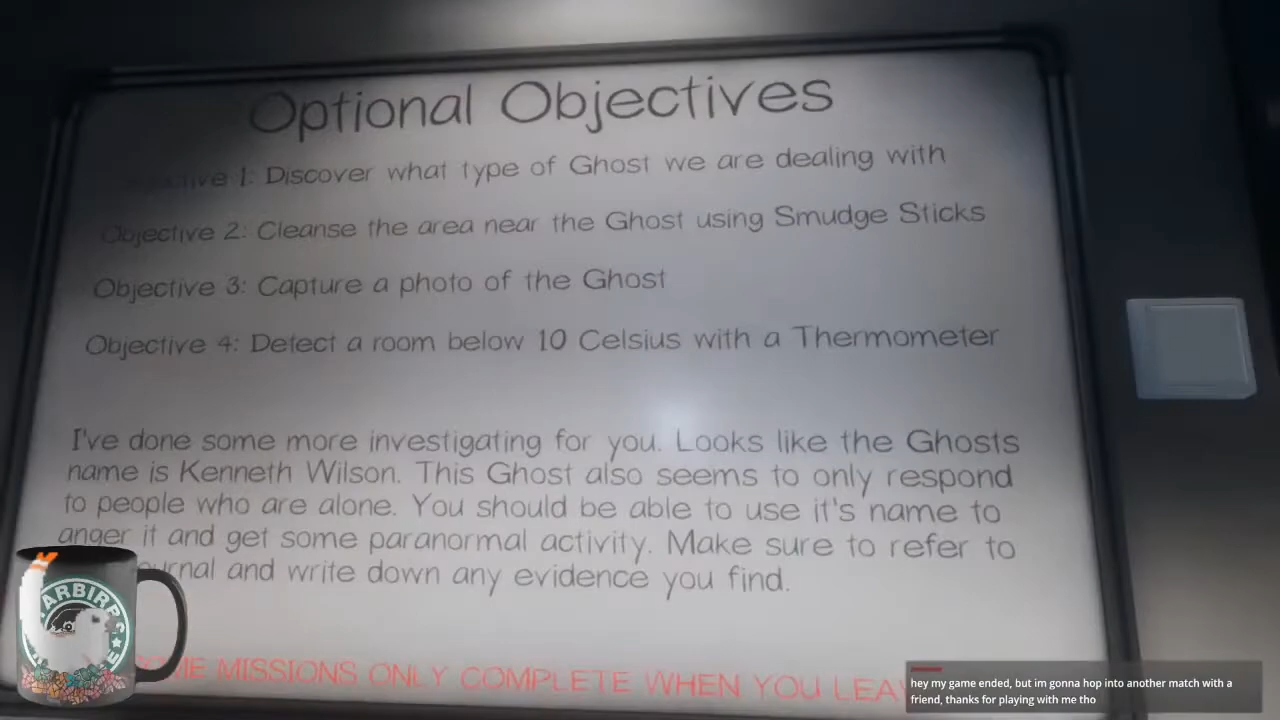 Optional Objectives
1: Discover what type of Ghost we are dealing with
Objective 2: Cleanse the area near the Ghost using Smudge Sticks
Objective 3: Capture a photo of the Ghost
Objective 4: Detect a room below 10 Celsius with a Thermometer
I've done some more investigating for you. Looks like the Ghosts
name is Kenneth Wilson. This Ghost also seems to only respond
to people who are alone. You should be able to use it's name to
anger it and get some paranormal activity. Make sure to refer to
and write down any evidence you find.
MISSIONS ONLY COMPLETE WHEN YOU
hey my game ended, but im gonna hop into another match with a
friend, thanks for playing with me tho